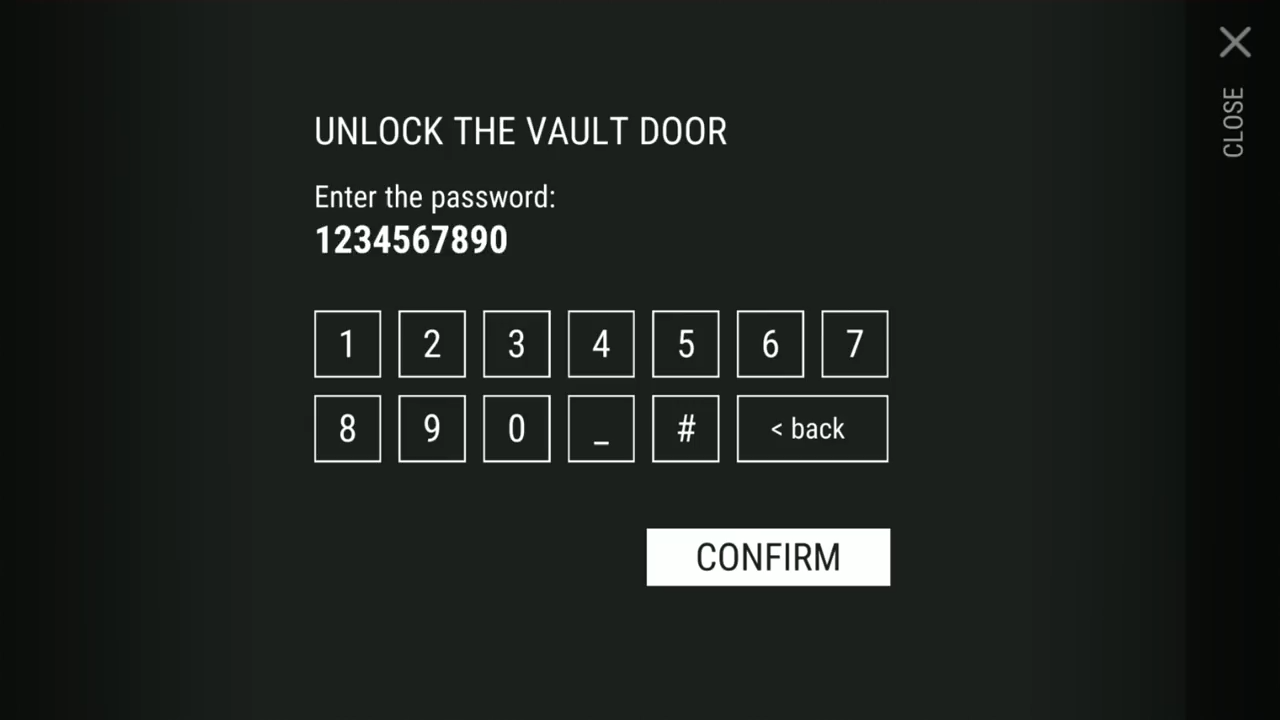 UNLOCK THE VAULT DOOR
Enter the password:
1234567890
1 2 3 4 5 6 7
8 9 0 _ # < back
CONFIRM
CLOSE